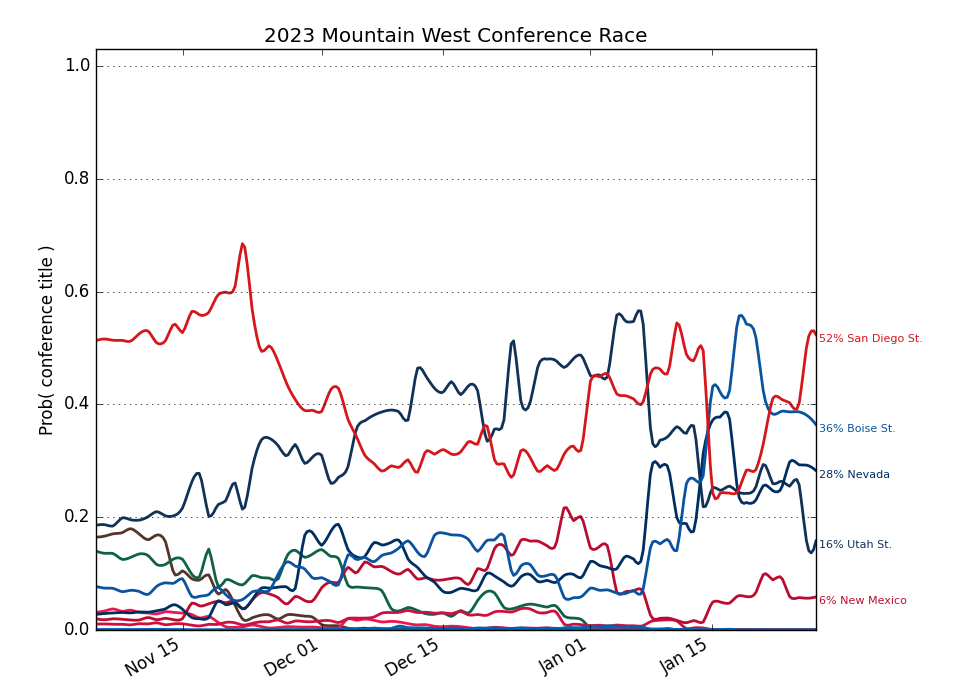 2023 Mountain West Conference Race
Prob( conference title )
1.0
0.8
0.6
0.4
0.2
0.0
Nov 15
Dec 01
Dec 15
Jan 01
Jan 15
52% San Diego St.
36% Boise St.
28% Nevada
16% Utah St.
6% New Mexico